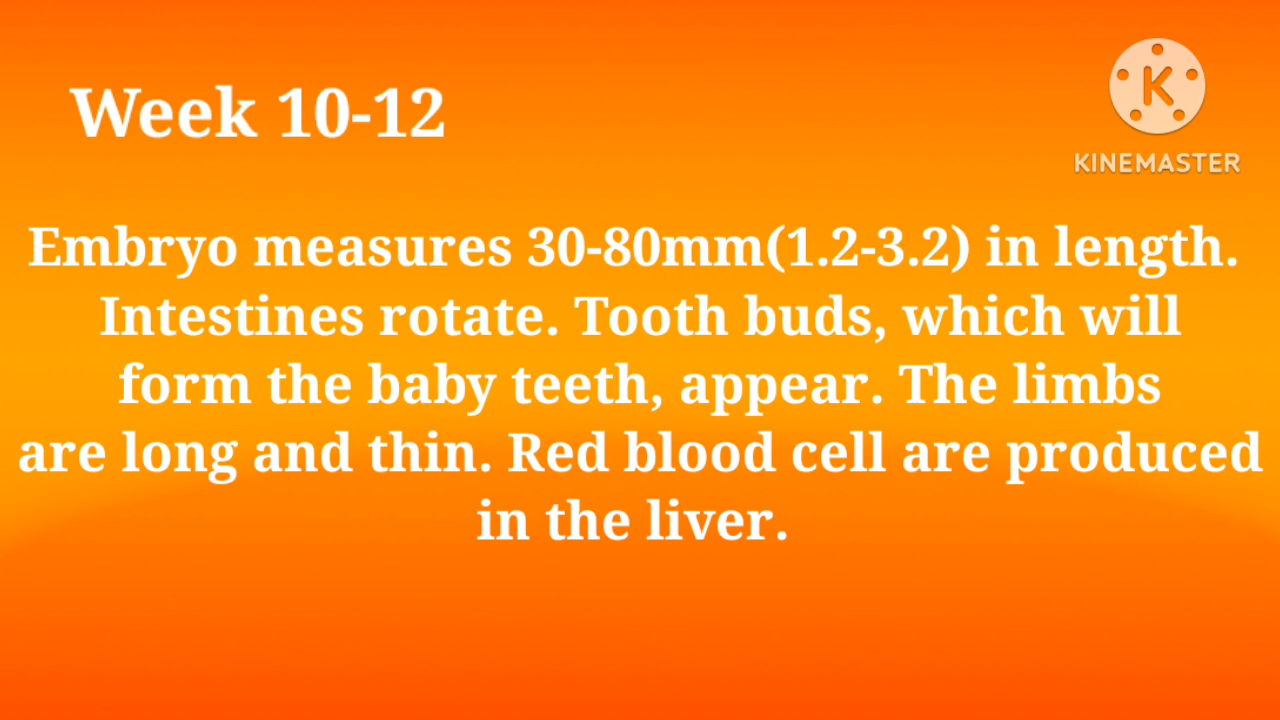 Week 10-12
K
KINEMASTER
Embryo measures 30-80mm(1.2-3.2) in length.
Intestines rotate. Tooth buds, which will
form the baby teeth, appear. The limbs
are long and thin. Red blood cell are produced
in the liver.